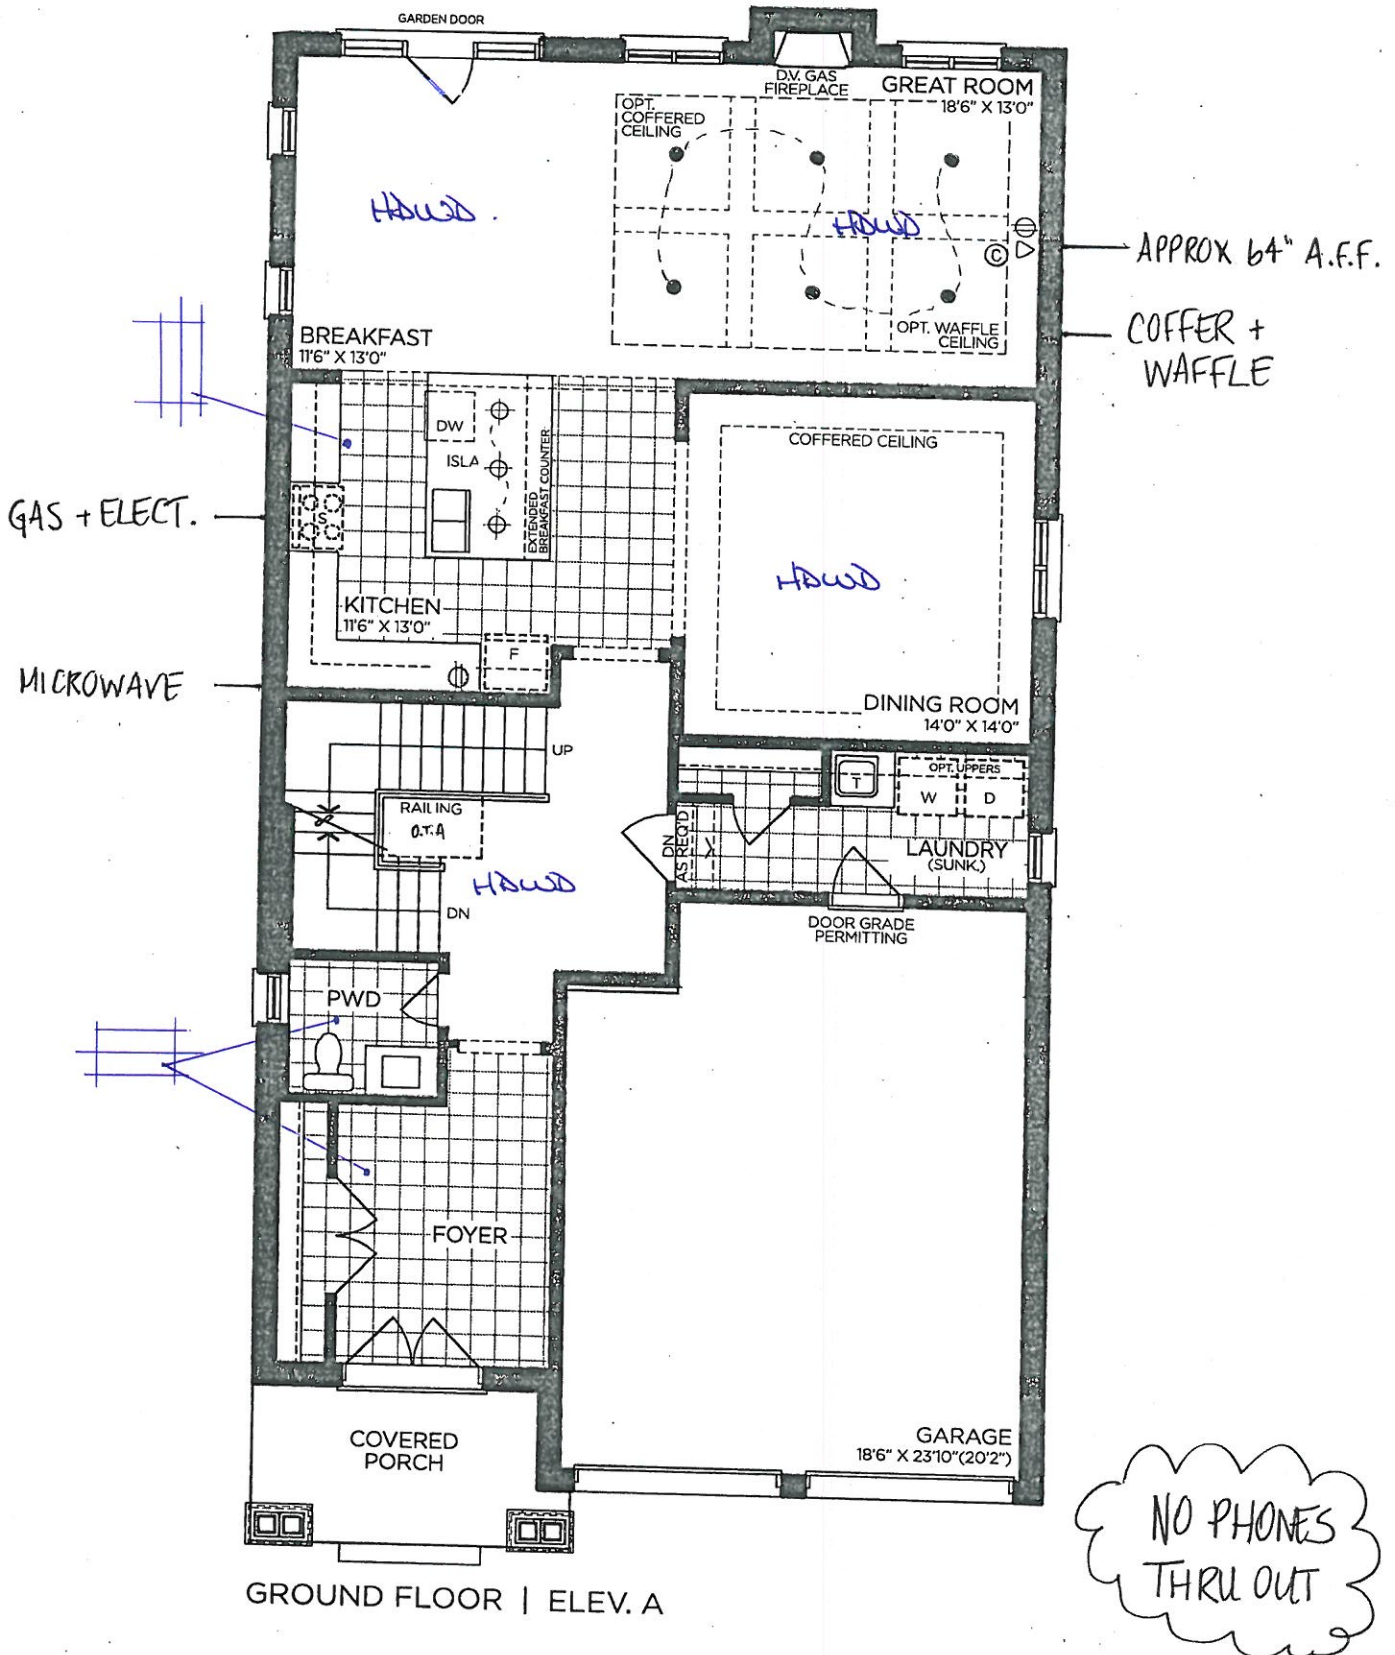 GARDEN DOOR
D.V. GAS
FIREPLACE
GREAT ROOM
18'6" X 13'0"
OPT.
COFFERED
CEILING
HDWD.
HDWD
C
APPROX 64" A.F.F.
OPT. WAFFLE
CEILING
COFFER +
WAFFLE
BREAKFAST
11'6" X 13'0"
DW
ISLA
EXTENDED
BREAKFAST COUNTER
COFFERED CEILING
GAS + ELECT.
S
HDWD
KITCHEN
11'6" X 13'0"
F
MICROWAVE
DINING ROOM
14'0" X 14'0"
UP
OPT. UPPERS
T
W
D
RAILING
O.T.A
DN
AS REQ'D
LAUNDRY
(SUNK.)
HDWD
DN
DOOR GRADE
PERMITTING
PWD
FOYER
COVERED
PORCH
GARAGE
18'6" X 23'10"(20'2")
NO PHONES
THRU OUT
GROUND FLOOR | ELEV. A